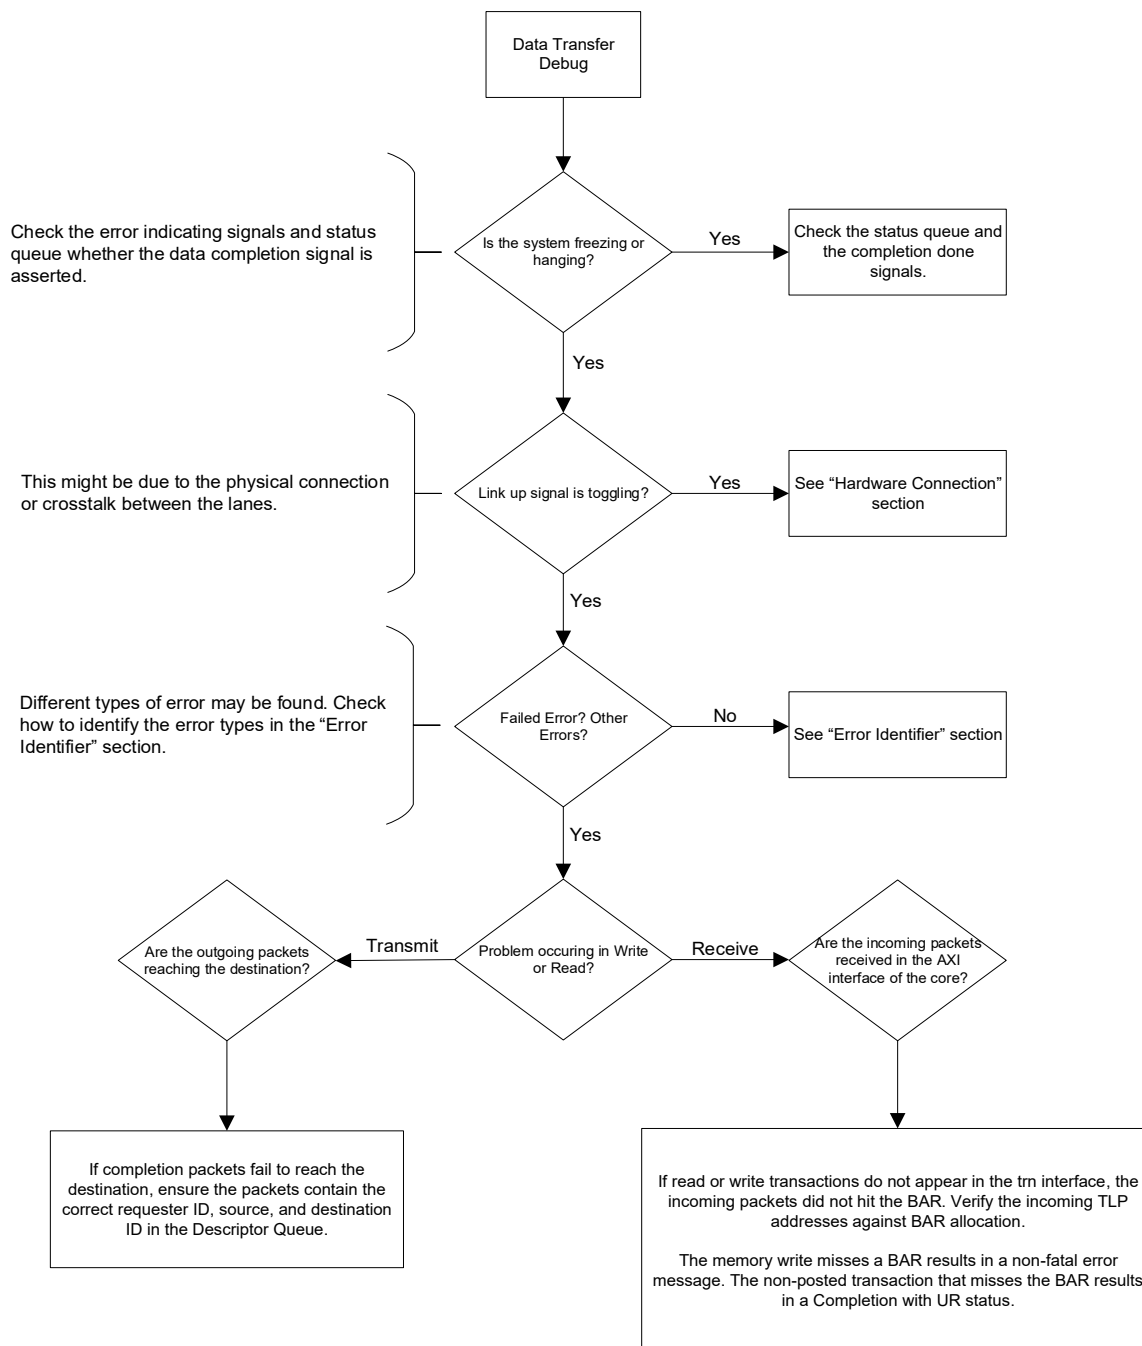 Data Transfer
Debug
Check the error indicating signals and status
queue whether the data completion signal is
asserted.
Is the system freezing or
hanging?
Yes
Check the status queue and
the completion done
signals.
Yes
This might be due to the physical connection
or crosstalk between the lanes.
Link up signal is toggling?
Yes
See “Hardware Connection”
section
Yes
Different types of error may be found. Check
how to identify the error types in the “Error
Identifier” section.
Failed Error? Other
Errors?
No
See “Error Identifier” section
Yes
Are the outgoing packets
reaching the destination?
Transmit
Problem occuring in Write
or Read?
Receive
Are the incoming packets
received in the AXI
interface of the core?
If completion packets fail to reach the
destination, ensure the packets contain the
correct requester ID, source, and destination
ID in the Descriptor Queue.
If read or write transactions do not appear in the trn interface, the
incoming packets did not hit the BAR. Verify the incoming TLP
addresses against BAR allocation.
The memory write misses a BAR results in a non-fatal error
message. The non-posted transaction that misses the BAR results
in a Completion with UR status.